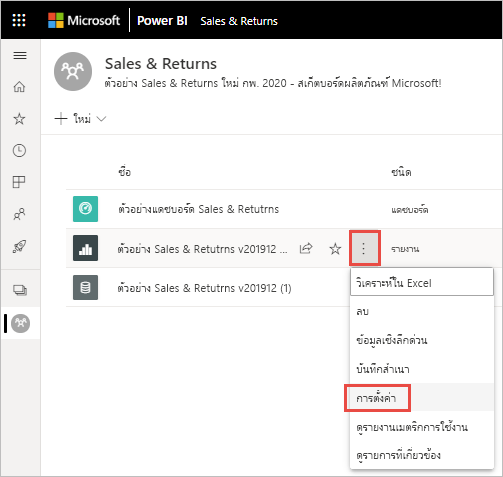 Microsoft Power BI Sales & Returns
Sales & Returns
ตัวอย่าง Sales & Returns ใหม่ กพ. 2020 - สเก็ตบอร์ดผลิตภัณฑ์ Microsoft!
ใหม่
ชื่อ ชนิด
ตัวอย่างแดชบอร์ด Sales & Retutrns แดชบอร์ด
ตัวอย่าง Sales & Retutrns v201912 ... รายงาน
ตัวอย่าง Sales & Retutrns v201912 (1)
วิเคราะห์ใน Excel
ลบ
ข้อมูลเชิงลึกด่วน
บันทึกสำเนา
การตั้งค่า
ดูรายงานเมตริกการใช้งาน
ดูรายการที่เกี่ยวข้อง